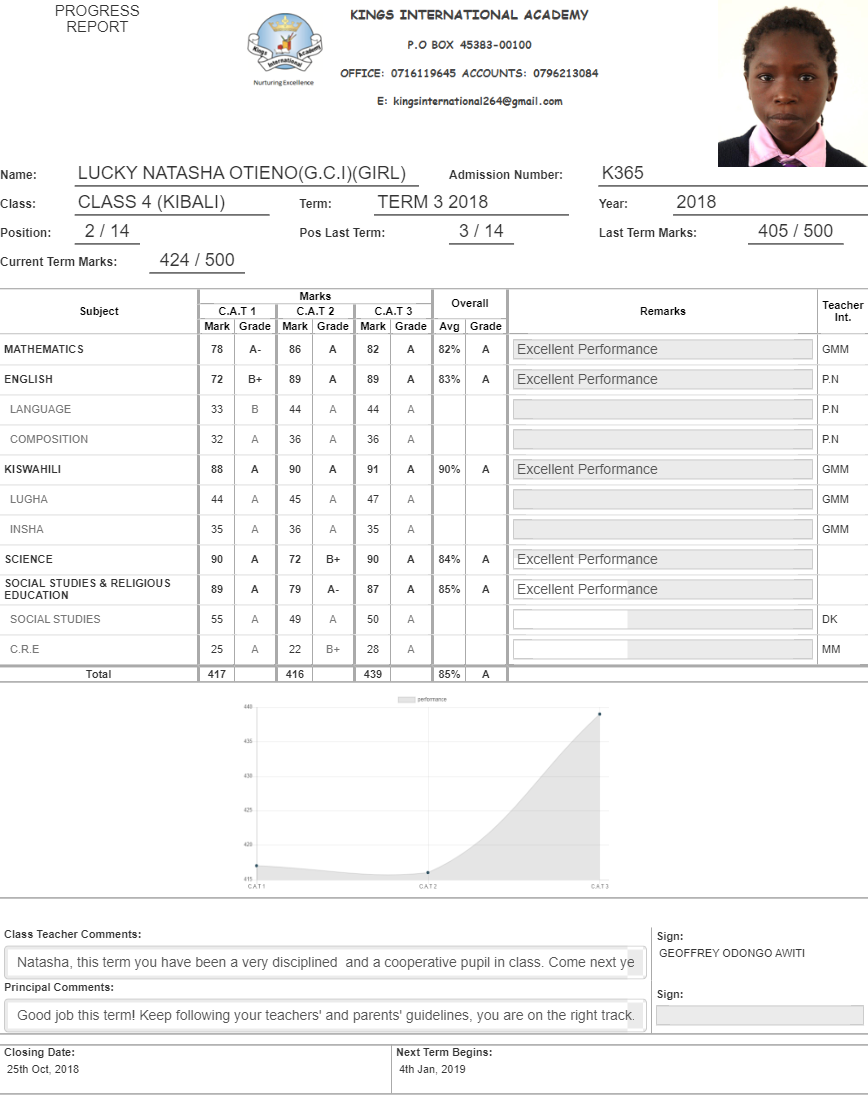 PROGRESS
REPORT
KINGS INTERNATIONAL ACADEMY
P.O BOX 45383-00100
OFFICE: 0716119645 ACCOUNTS: 0796213084
E: kingsinternational264@gmail.com
Kings International Academy
Nurturing Excellence
Name: LUCKY NATASHA OTIENO(G.C.I)(GIRL) Admission Number: K365
Class: CLASS 4 (KIBALI) Term: TERM 3 2018 Year: 2018
Position: 2 / 14 Pos Last Term: 3 / 14 Last Term Marks: 405 / 500
Current Term Marks: 424 / 500
Subject Marks Overall Remarks Teacher Int.
C.A.T 1 C.A.T 2 C.A.T 3
Mark Grade Mark Grade Mark Grade Avg Grade
MATHEMATICS 78 A- 86 A 82 A 82% A Excellent Performance GMM
ENGLISH 72 B+ 89 A 89 A 83% A Excellent Performance P.N
LANGUAGE 33 B 44 A 44 A P.N
COMPOSITION 32 A 36 A 36 A P.N
KISWAHILI 88 A 90 A 91 A 90% A Excellent Performance GMM
LUGHA 44 A 45 A 47 A GMM
INSHA 35 A 36 A 35 A GMM
SCIENCE 90 A 72 B+ 90 A 84% A Excellent Performance
SOCIAL STUDIES & RELIGIOUS
EDUCATION 89 A 79 A- 87 A 85% A Excellent Performance
SOCIAL STUDIES 55 A 49 A 50 A DK
C.R.E 25 A 22 B+ 28 A MM
Total 417 416 439 85% A
performance
440
435
430
425
420
415
CAT1 CAT2 CAT3
Class Teacher Comments:
Natasha, this term you have been a very disciplined and a cooperative pupil in class. Come next ye
Sign:
GEOFFREY ODONGO AWITI
Principal Comments:
Good job this term! Keep following your teachers' and parents' guidelines, you are on the right track.
Sign:
Closing Date:
25th Oct, 2018
Next Term Begins:
4th Jan, 2019